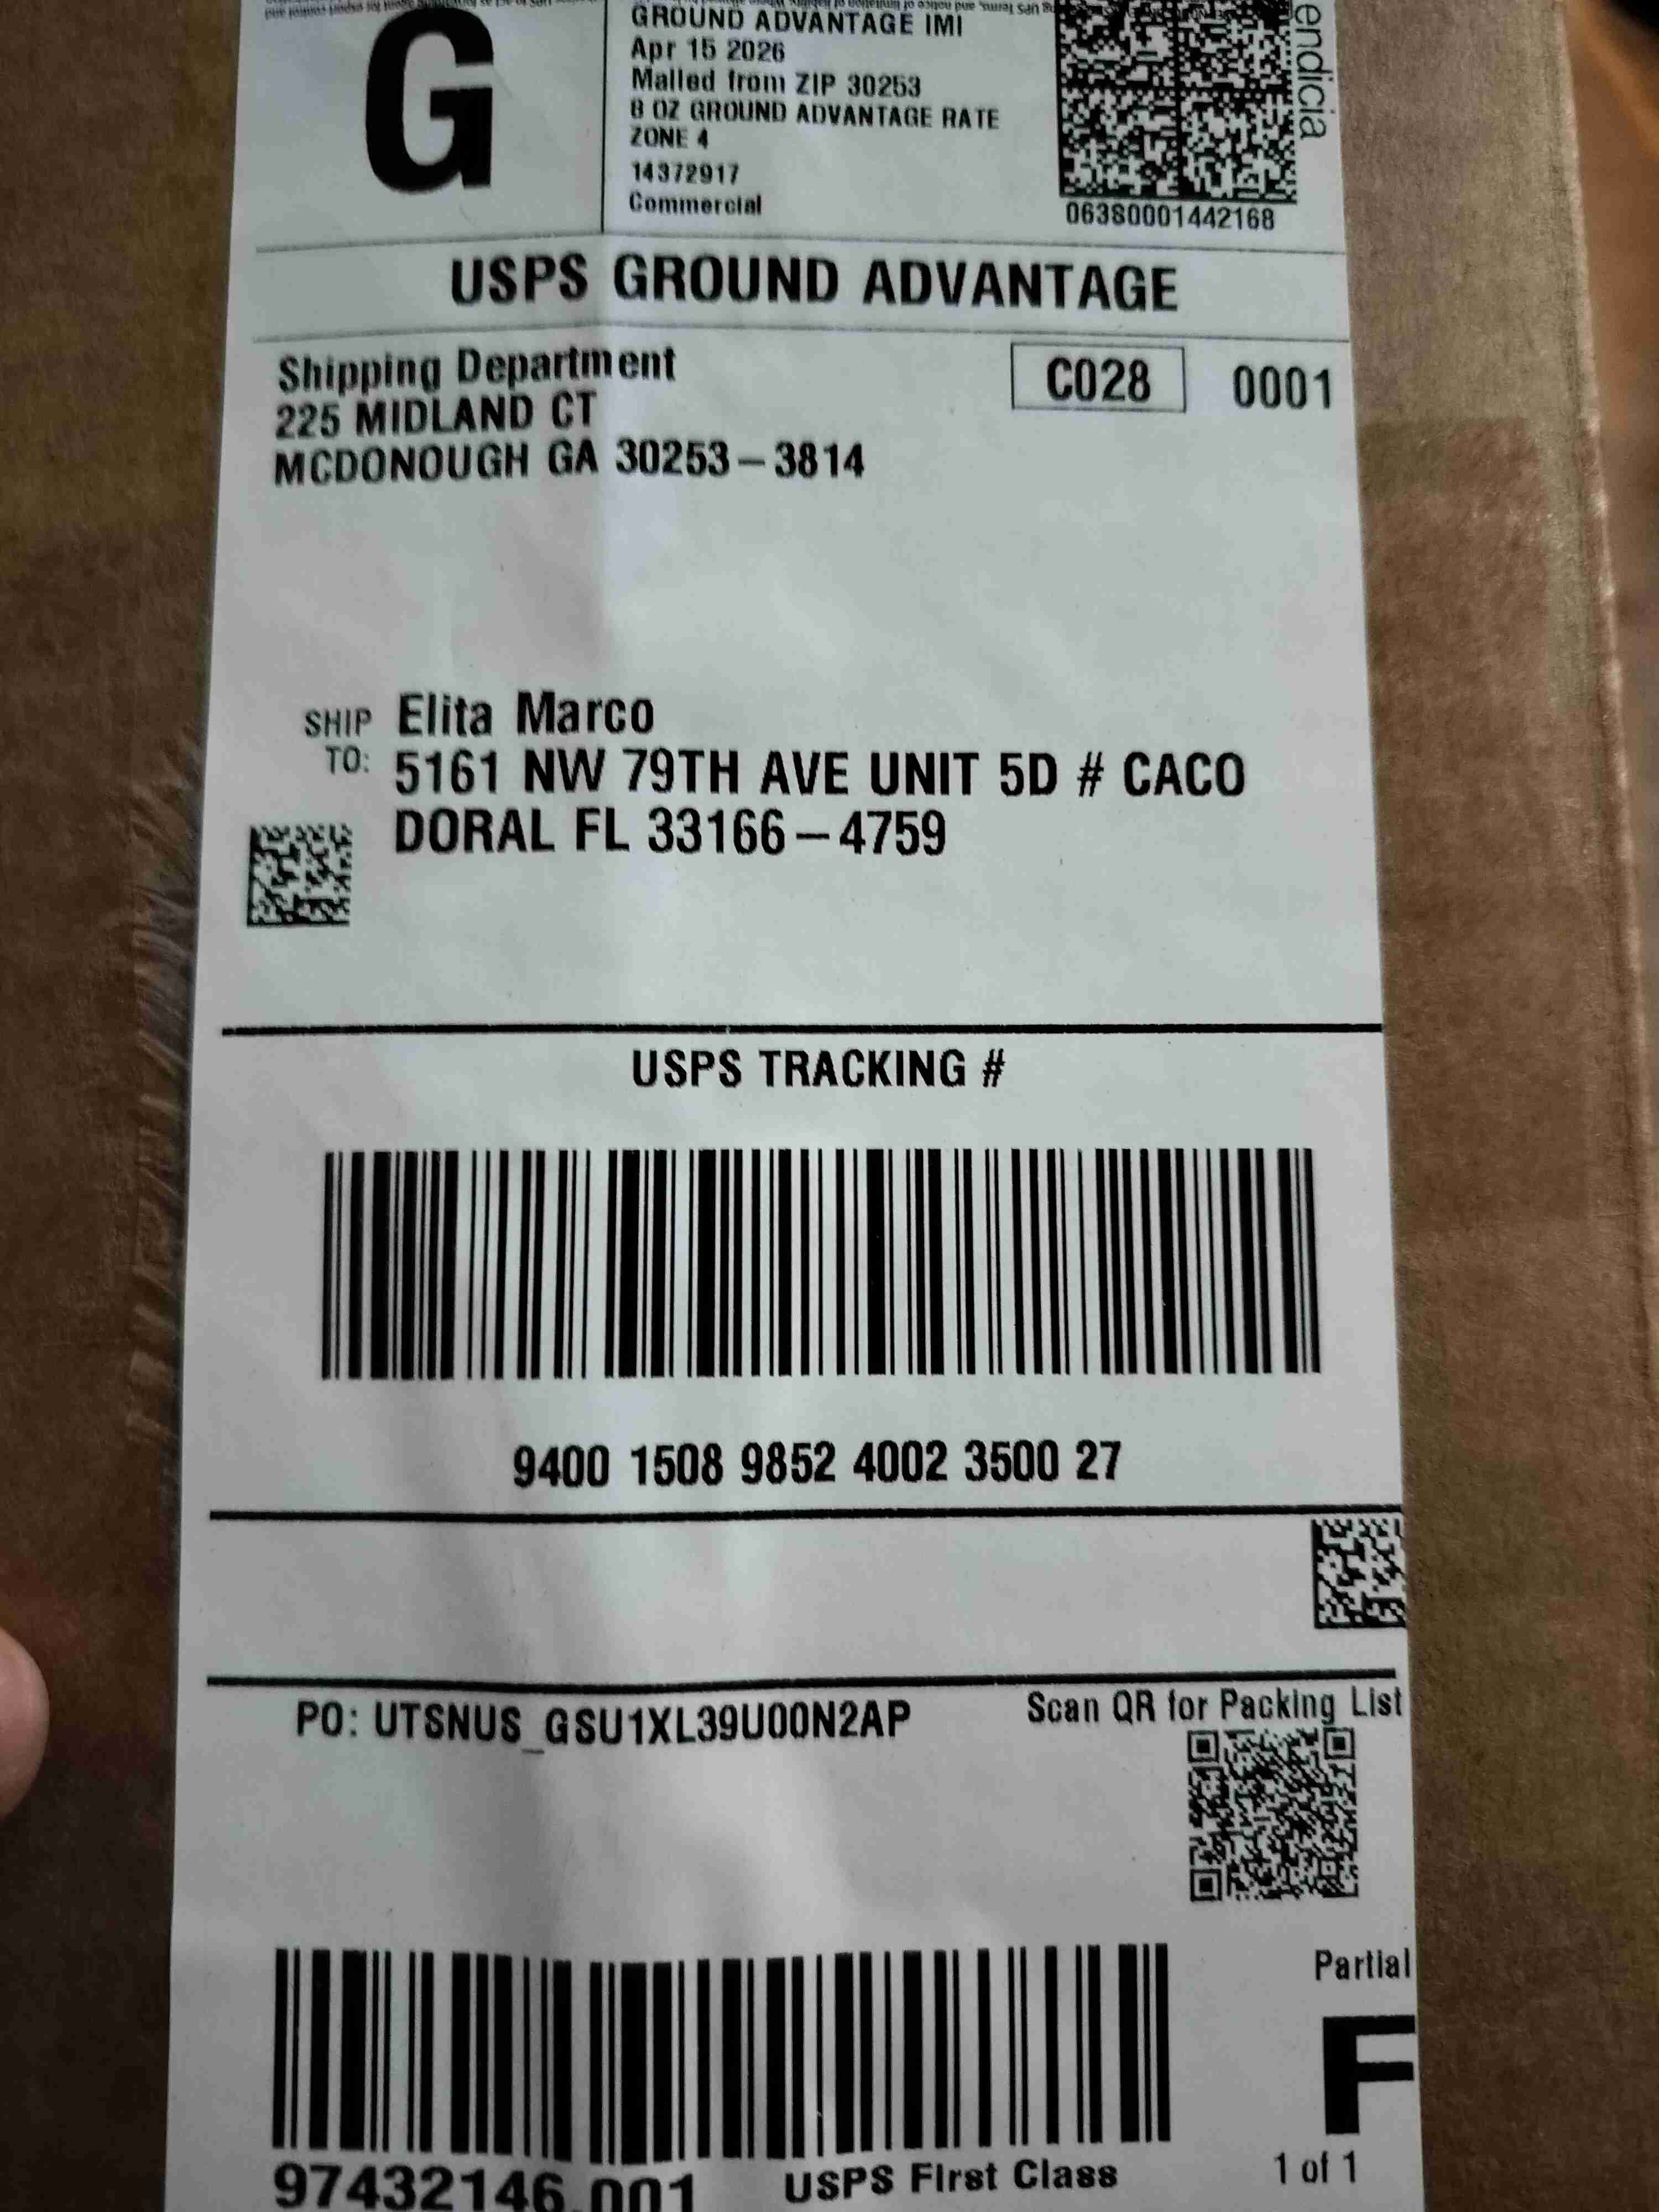 G
GROUND ADVANTAGE IMI
Apr 15 2026
Mailed from ZIP 30253
8 OZ GROUND ADVANTAGE RATE
ZONE 4
14372917
Commercial
endicia
063S0001442168
USPS GROUND ADVANTAGE
Shipping Department
225 MIDLAND CT
MCDONOUGH GA 30253-3814
C028 0001
SHIP TO: Elita Marco
5161 NW 79TH AVE UNIT 5D # CACO
DORAL FL 33166-4759
USPS TRACKING #
9400 1508 9852 4002 3500 27
PO: UTSNUS_GSU1XL39U00N2AP
Scan QR for Packing List
Partial
F
1 of 1
97432146.001 USPS First Class